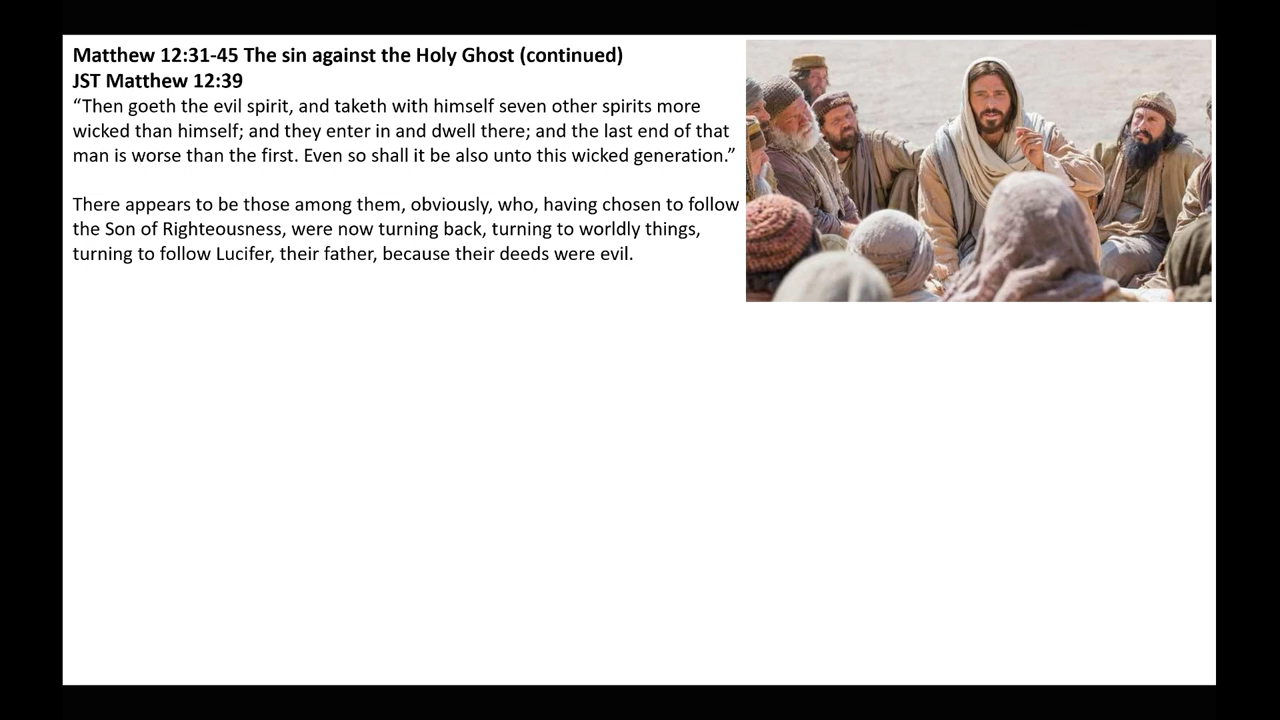 Matthew 12:31-45 The sin against the Holy Ghost (continued)
JST Matthew 12:39
“Then goeth the evil spirit, and taketh with himself seven other spirits more
wicked than himself; and they enter in and dwell there; and the last end of that
man is worse than the first. Even so shall it be also unto this wicked generation.”
There appears to be those among them, obviously, who, having chosen to follow
the Son of Righteousness, were now turning back, turning to worldly things,
turning to follow Lucifer, their father, because their deeds were evil.